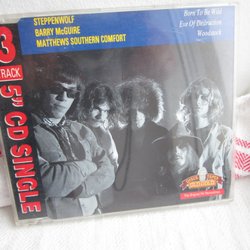 3
TRACK
5" CD SINGLE
STEPPENWOLF
BARRY McGUIRE
MATTHEWS SOUTHERN COMFORT
Born To Be Wild
Eve Of Destruction
Woodstock